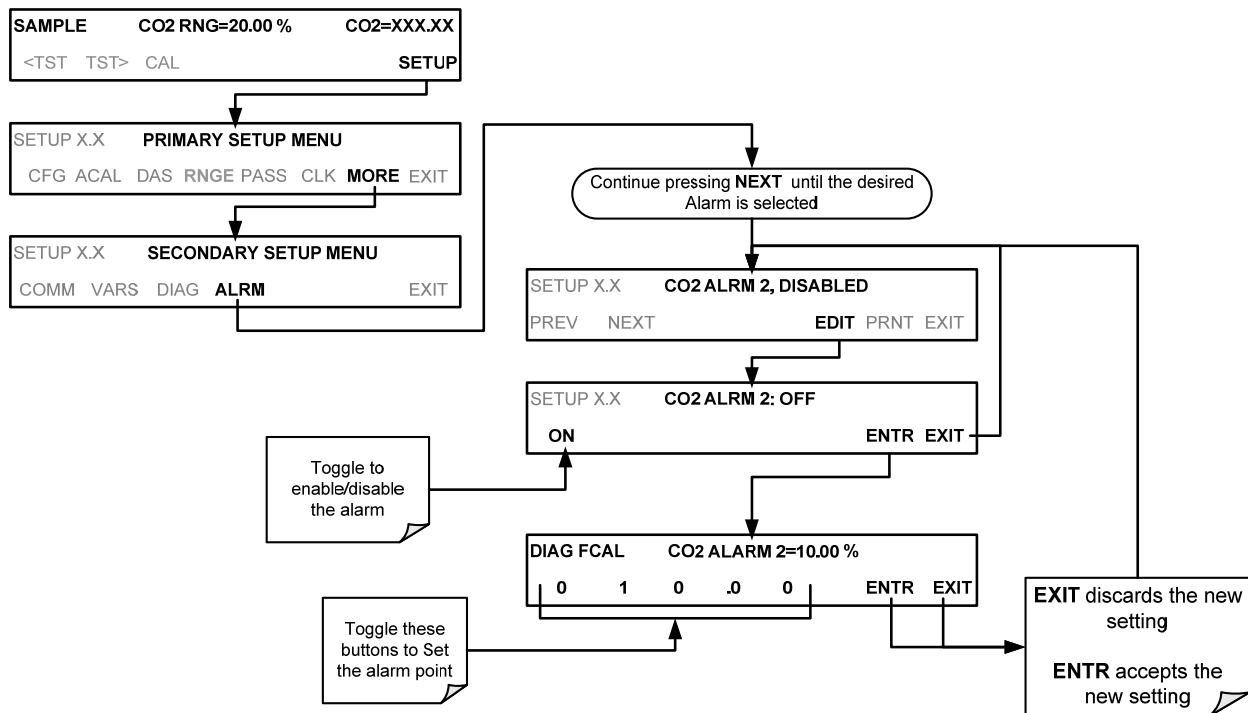 SAMPLE CO2 RNG=20.00 % CO2=XXX.XX
<TST TST> CAL SETUP
SETUP X.X PRIMARY SETUP MENU
CFG ACAL DAS RNGE PASS CLK MORE EXIT
SETUP X.X SECONDARY SETUP MENU
COMM VARS DIAG ALRM EXIT
Continue pressing NEXT until the desired
Alarm is selected
SETUP X.X CO2 ALRM 2, DISABLED
PREV NEXT EDIT PRNT EXIT
SETUP X.X CO2 ALRM 2: OFF
ON ENTR EXIT
Toggle to
enable/disable
the alarm
DIAG FCAL CO2 ALARM 2=10.00 %
0 1 0 .0 0 ENTR EXIT
Toggle these
buttons to Set
the alarm point
EXIT discards the new
setting
ENTR accepts the
new setting